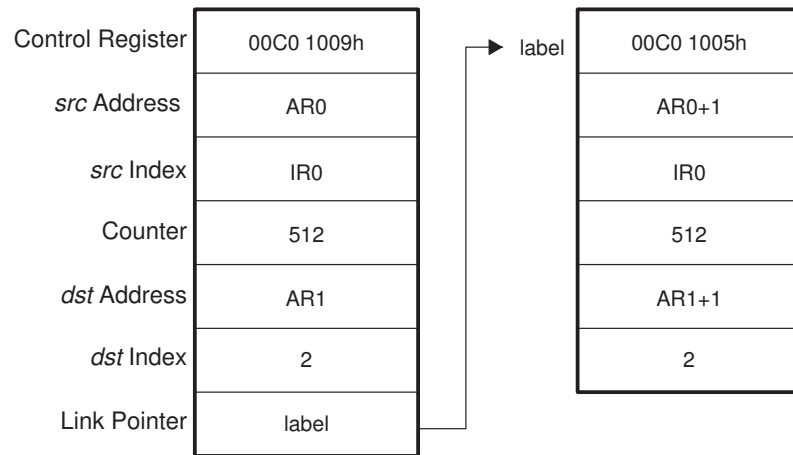 Control Register 00C0 1009h label 00C0 1005h
src Address AR0 AR0+1
src Index IR0 IR0
Counter 512 512
dst Address AR1 AR1+1
dst Index 2 2
Link Pointer label